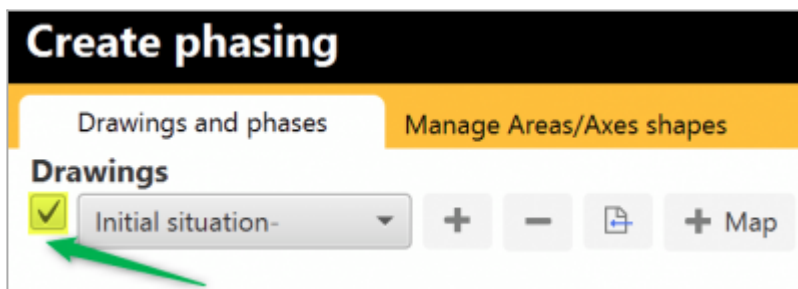 Create phasing
Drawings and phases Manage Areas/Axes shapes
Drawings
Initial situation- + − + Map